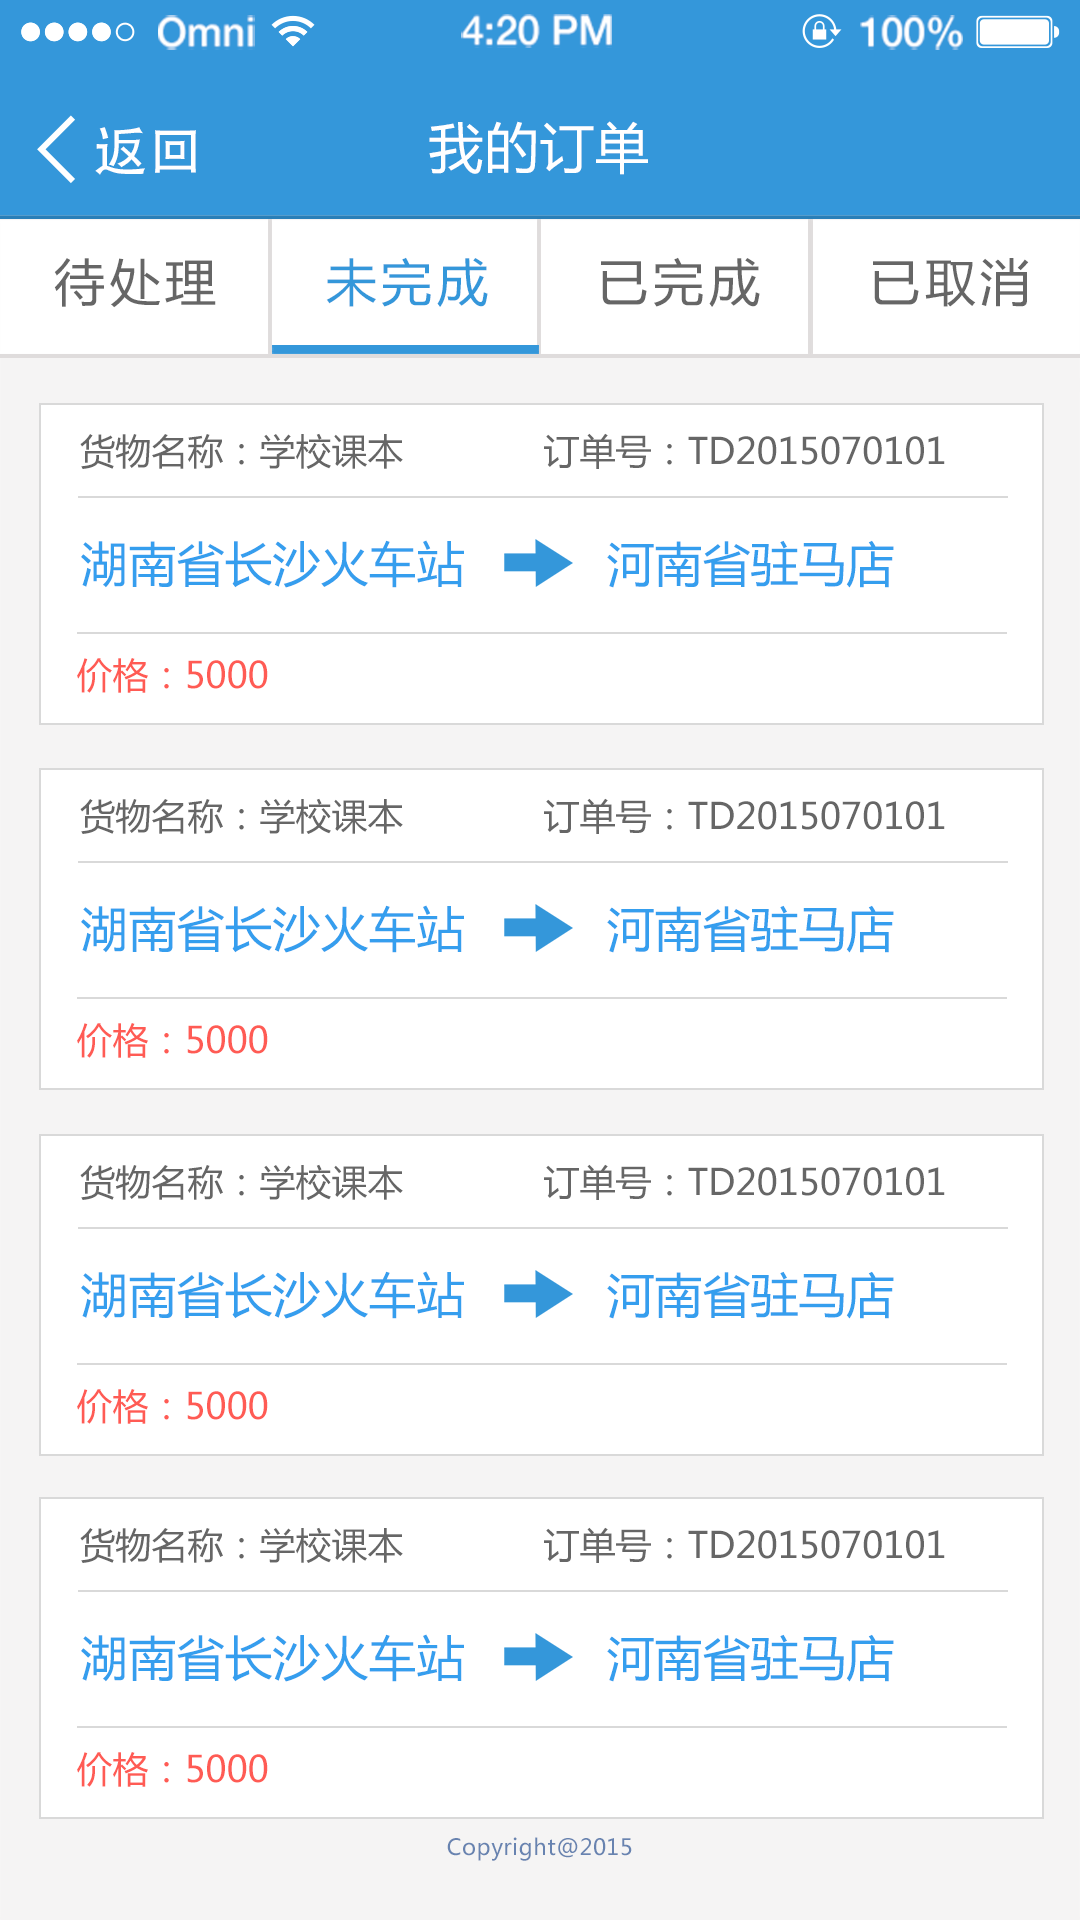 Omni 4:20 PM 100%
返回 我的订单
待处理 未完成 已完成 已取消
货物名称：学校课本 订单号：TD2015070101
湖南省长沙火车站 河南省驻马店
价格：5000
货物名称：学校课本 订单号：TD2015070101
湖南省长沙火车站 河南省驻马店
价格：5000
货物名称：学校课本 订单号：TD2015070101
湖南省长沙火车站 河南省驻马店
价格：5000
货物名称：学校课本 订单号：TD2015070101
湖南省长沙火车站 河南省驻马店
价格：5000
Copyright@2015